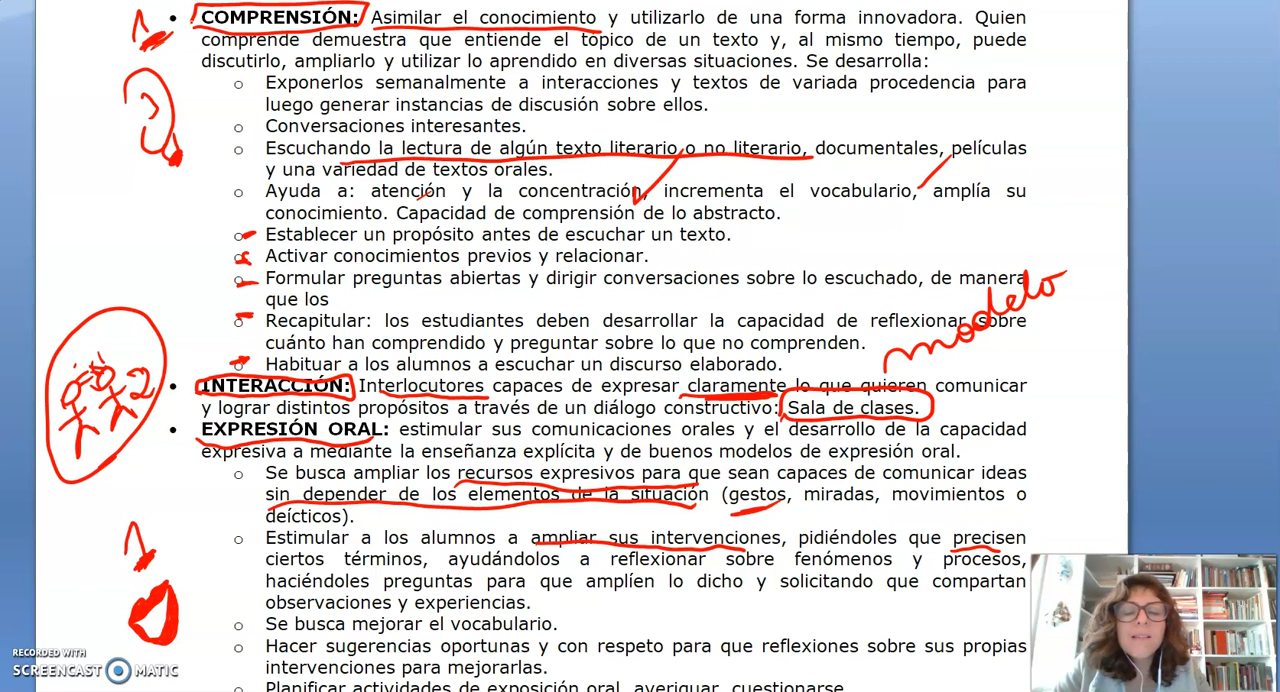 COMPRENSIÓN: Asimilar el conocimiento y utilizarlo de una forma innovadora. Quien
comprende demuestra que entiende el tópico de un texto y, al mismo tiempo, puede
discutirlo, ampliarlo y utilizar lo aprendido en diversas situaciones. Se desarrolla:
Exponerlos semanalmente a interacciones y textos de variada procedencia para
luego generar instancias de discusión sobre ellos.
Conversaciones interesantes.
Escuchando la lectura de algún texto literario o no literario, documentales, películas
y una variedad de textos orales.
Ayuda a: atención y la concentración, incrementa el vocabulario, amplía su
conocimiento. Capacidad de comprensión de lo abstracto.
Establecer un propósito antes de escuchar un texto.
Activar conocimientos previos y relacionar.
Formular preguntas abiertas y dirigir conversaciones sobre lo escuchado, de manera
que los
modelo
Recapitular: los estudiantes deben desarrollar la capacidad de reflexionar sobre
cuánto han comprendido y preguntar sobre lo que no comprenden.
Habituar a los alumnos a escuchar un discurso elaborado.
INTERACCIÓN: Interlocutores capaces de expresar claramente lo que quieren comunicar
y lograr distintos propósitos a través de un diálogo constructivo: Sala de clases.
EXPRESIÓN ORAL: estimular sus comunicaciones orales y el desarrollo de la capacidad
expresiva a mediante la enseñanza explícita y de buenos modelos de expresión oral.
Se busca ampliar los recursos expresivos para que sean capaces de comunicar ideas
sin depender de los elementos de la situación (gestos, miradas, movimientos o
deícticos).
Estimular a los alumnos a ampliar sus intervenciones, pidiéndoles que precisen
ciertos términos, ayudándolos a reflexionar sobre fenómenos y procesos,
haciéndoles preguntas para que amplíen lo dicho y solicitando que compartan
observaciones y experiencias.
Se busca mejorar el vocabulario.
Hacer sugerencias oportunas y con respeto para que reflexiones sobre sus propias
intervenciones para mejorarlas.
Planificar actividades de exposición oral, averiguar, cuestionarse
RECORDED WITH
SCREENCAST MATIC